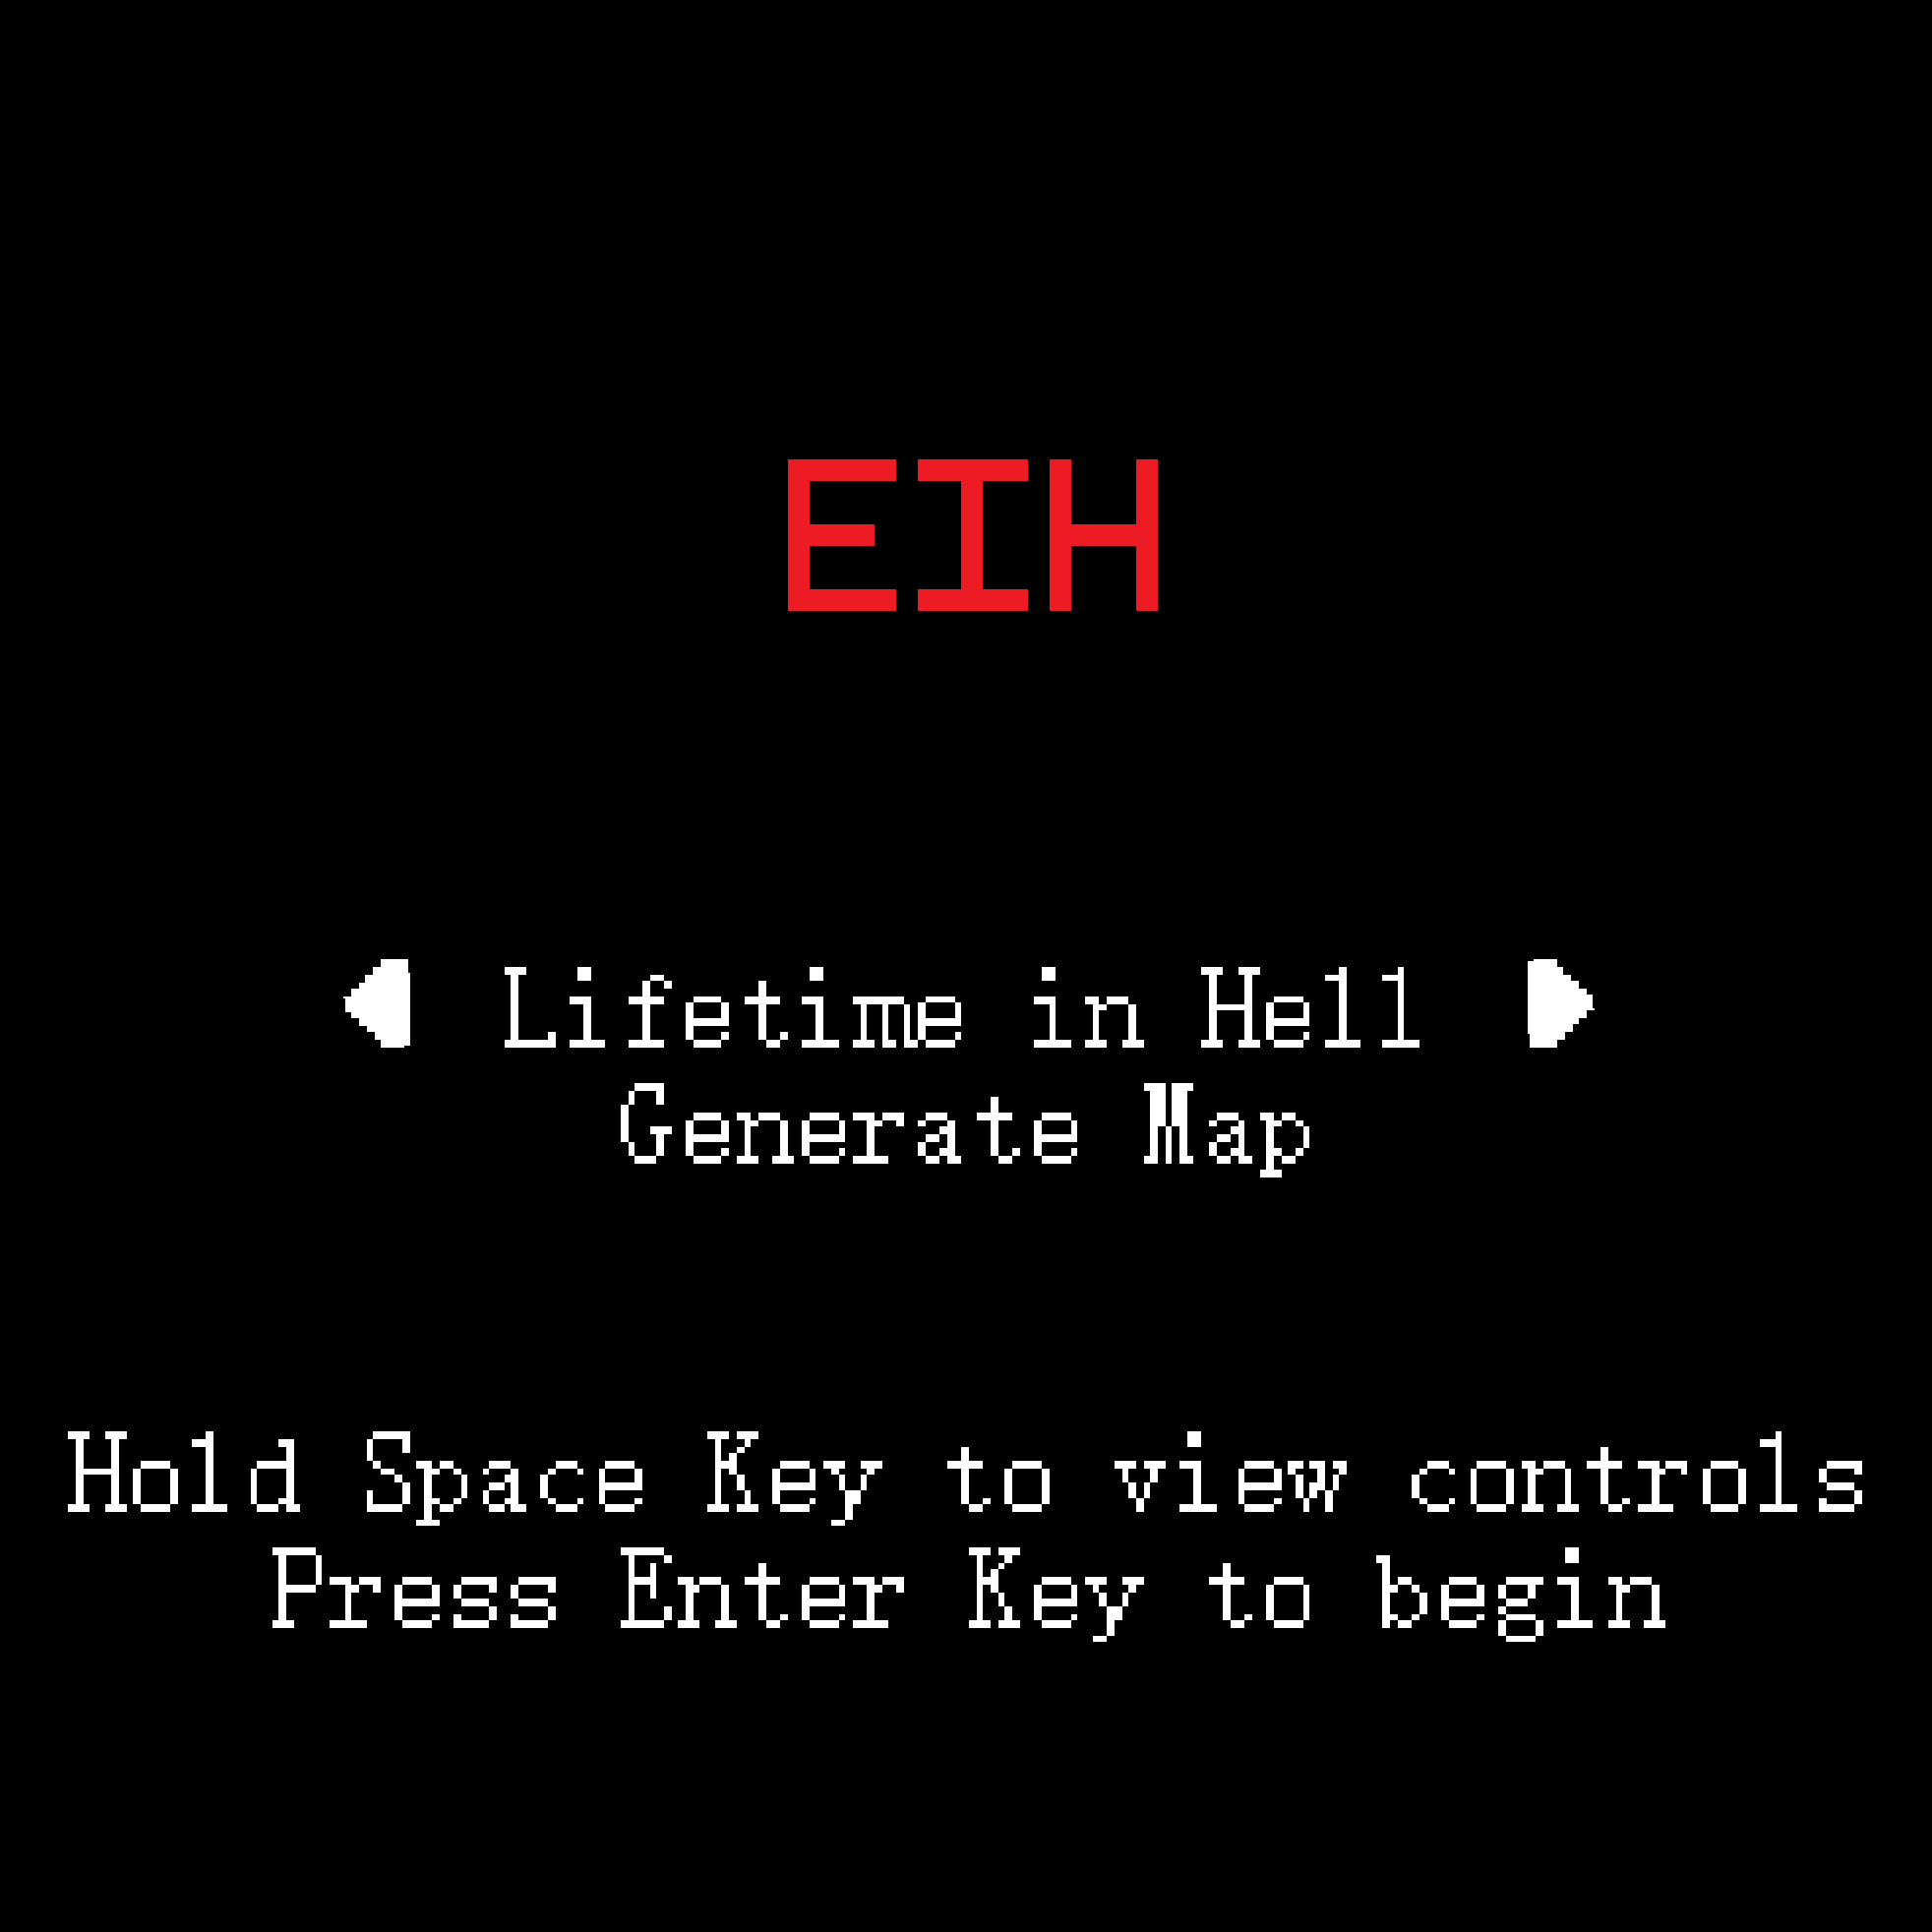 EIH
Lifetime in Hell
Generate Map
Hold Space Key to view controls
Press Enter Key to begin